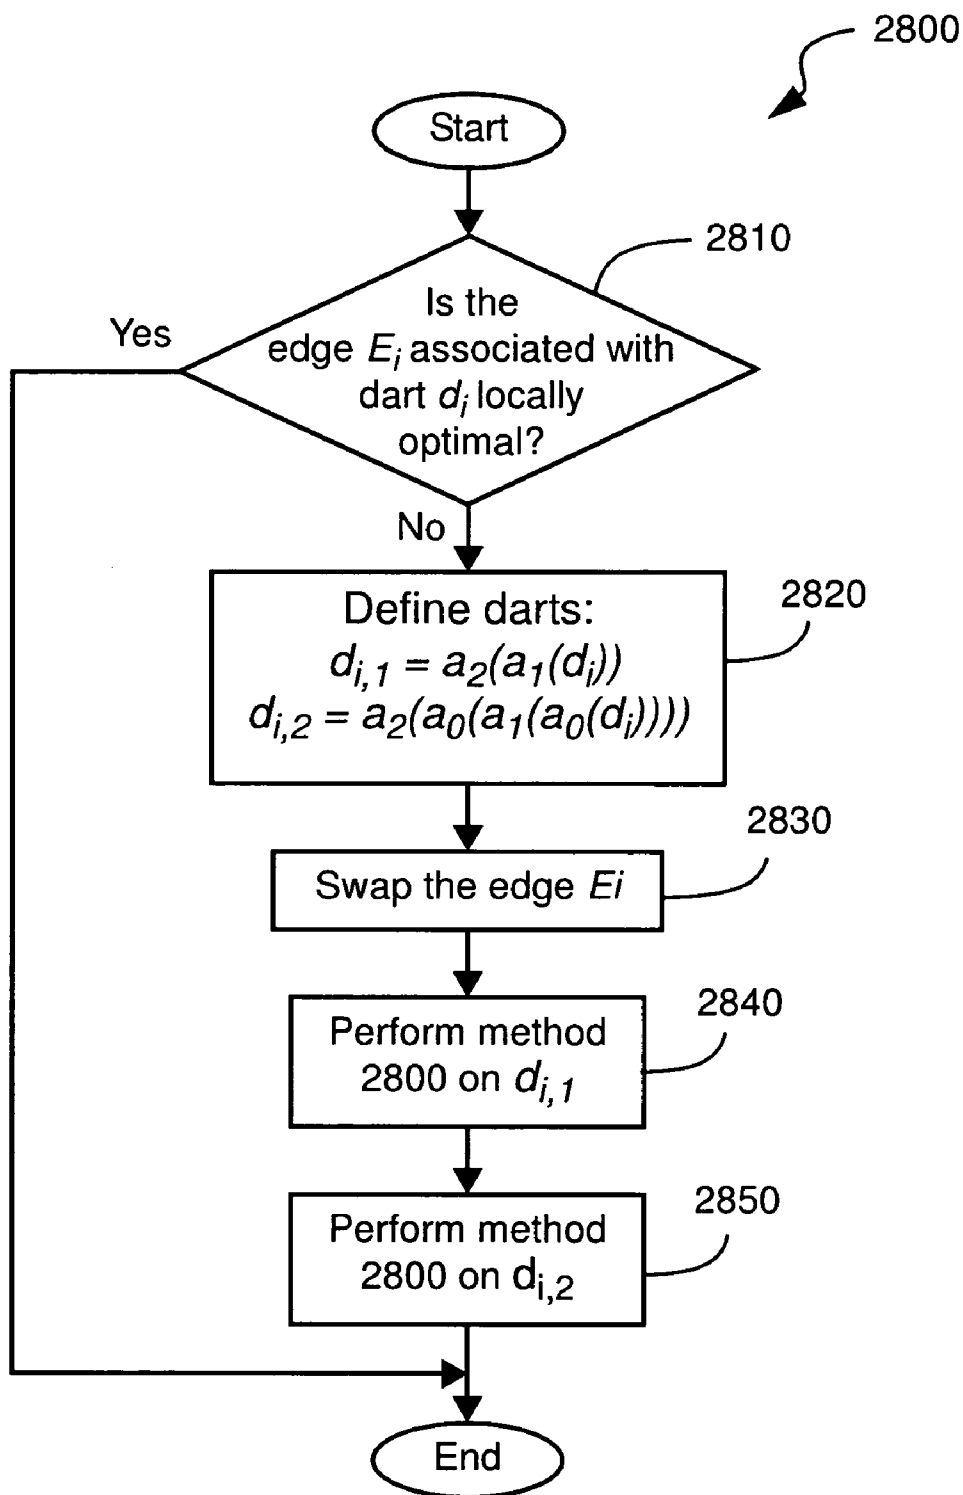 2800
Start
2810
Is the
edge Ei associated with
dart di locally
optimal?
Yes
No
2820
Define darts:
di,1 = a2(a1(di))
di,2 = a2(a0(a1(a0(di))))
2830
Swap the edge Ei
2840
Perform method
2800 on di,1
2850
Perform method
2800 on di,2
End